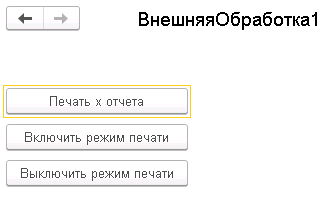 ВнешняяОбработка1
Печать х отчета
Включить режим печати
Выключить режим печати